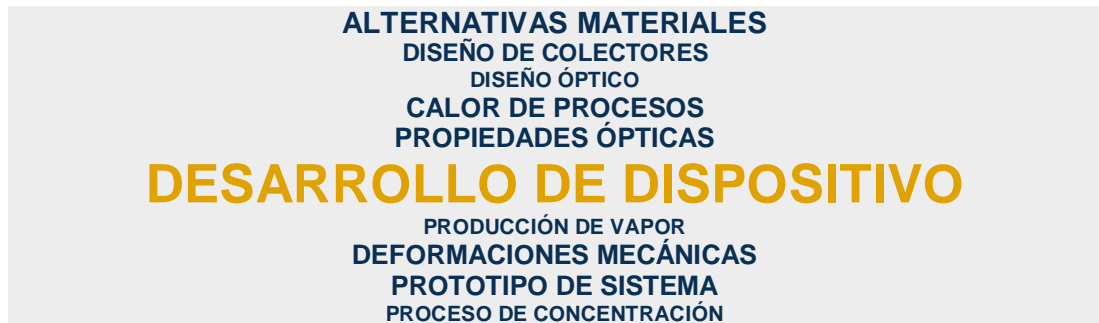 ALTERNATIVAS MATERIALES
DISEÑO DE COLECTORES
DISEÑO ÓPTICO
CALOR DE PROCESOS
PROPIEDADES ÓPTICAS
DESARROLLO DE DISPOSITIVO
PRODUCCIÓN DE VAPOR
DEFORMACIONES MECÁNICAS
PROTOTIPO DE SISTEMA
PROCESO DE CONCENTRACIÓN